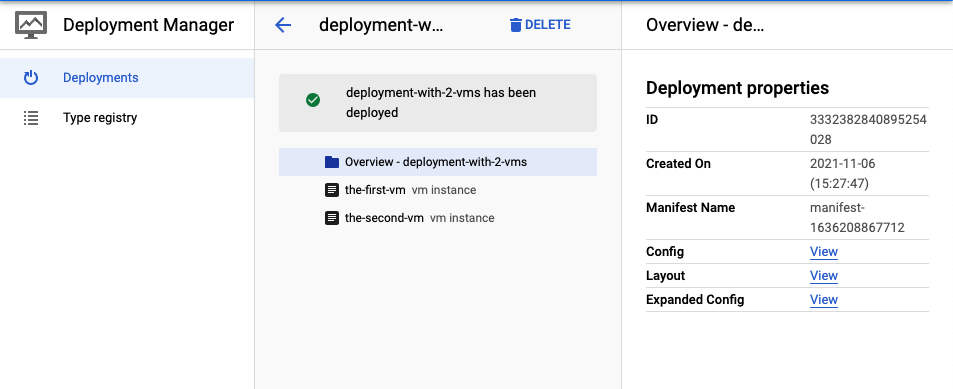 Deployment Manager
Deployments
Type registry
deployment-w...
DELETE
deployment-with-2-vms has been
deployed
Overview - deployment-with-2-vms
the-first-vm vm instance
the-second-vm vm instance
Overview - de...
Deployment properties
ID 3332382840895254
028
Created On 2021-11-06
(15:27:47)
Manifest Name manifest-
1636208867712
Config View
Layout View
Expanded Config View